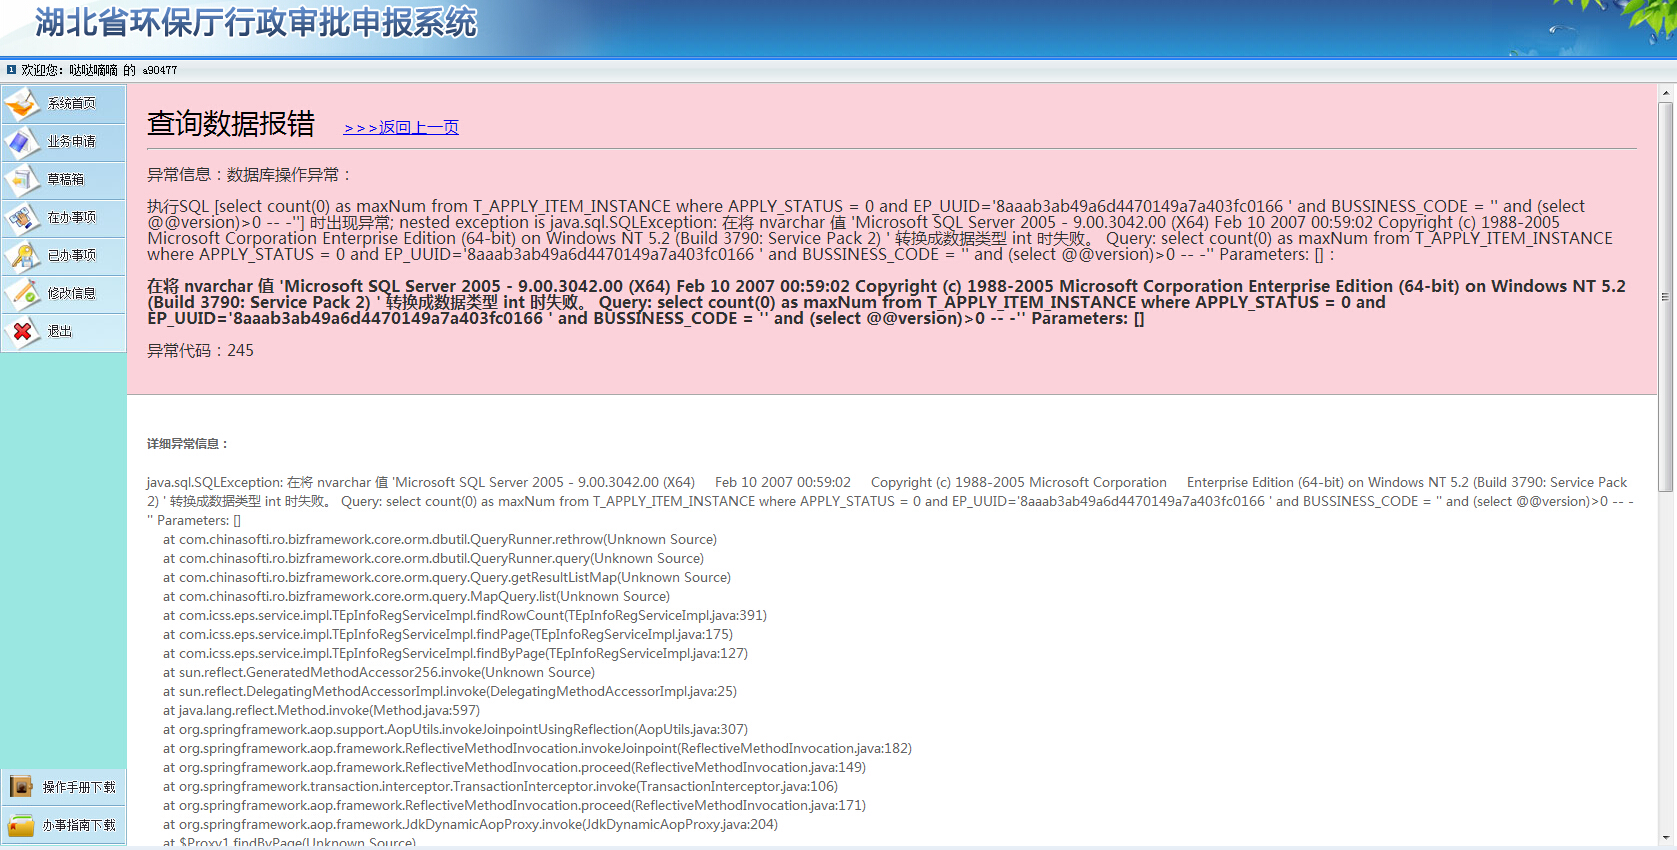 湖北省环保厅行政审批申报系统
1 欢迎您：哒哒嘀嘀 的 a90477
系统首页
业务申请
草稿箱
在办事项
已办事项
修改信息
退出
操作手册下载
办事指南下载
查询数据报错 >>>返回上一页
异常信息：数据库操作异常：
执行SQL [select count(0) as maxNum from T_APPLY_ITEM_INSTANCE where APPLY_STATUS = 0 and EP_UUID='8aaab3ab49a6d4470149a7a403fc0166 ' and BUSSINESS_CODE = '' and (select
@@version)>0 -- -''] 时出现异常; nested exception is java.sql.SQLException: 在将 nvarchar 值 'Microsoft SQL Server 2005 - 9.00.3042.00 (X64) Feb 10 2007 00:59:02 Copyright (c) 1988-2005
Microsoft Corporation Enterprise Edition (64-bit) on Windows NT 5.2 (Build 3790: Service Pack 2) ' 转换成数据类型 int 时失败。 Query: select count(0) as maxNum from T_APPLY_ITEM_INSTANCE
where APPLY_STATUS = 0 and EP_UUID='8aaab3ab49a6d4470149a7a403fc0166 ' and BUSSINESS_CODE = '' and (select @@version)>0 -- -'' Parameters: []：
在将 nvarchar 值 'Microsoft SQL Server 2005 - 9.00.3042.00 (X64) Feb 10 2007 00:59:02 Copyright (c) 1988-2005 Microsoft Corporation Enterprise Edition (64-bit) on Windows NT 5.2
(Build 3790: Service Pack 2) ' 转换成数据类型 int 时失败。 Query: select count(0) as maxNum from T_APPLY_ITEM_INSTANCE where APPLY_STATUS = 0 and
EP_UUID='8aaab3ab49a6d4470149a7a403fc0166 ' and BUSSINESS_CODE = '' and (select @@version)>0 -- -'' Parameters: []
异常代码：245
详细异常信息：
java.sql.SQLException: 在将 nvarchar 值 'Microsoft SQL Server 2005 - 9.00.3042.00 (X64) Feb 10 2007 00:59:02 Copyright (c) 1988-2005 Microsoft Corporation Enterprise Edition (64-bit) on Windows NT 5.2 (Build 3790: Service Pack
2) ' 转换成数据类型 int 时失败。 Query: select count(0) as maxNum from T_APPLY_ITEM_INSTANCE where APPLY_STATUS = 0 and EP_UUID='8aaab3ab49a6d4470149a7a403fc0166 ' and BUSSINESS_CODE = '' and (select @@version)>0 -- -
'' Parameters: []
at com.chinasofti.ro.bizframework.core.orm.dbutil.QueryRunner.rethrow(Unknown Source)
at com.chinasofti.ro.bizframework.core.orm.dbutil.QueryRunner.query(Unknown Source)
at com.chinasofti.ro.bizframework.core.orm.query.Query.getResultListMap(Unknown Source)
at com.chinasofti.ro.bizframework.core.orm.query.MapQuery.list(Unknown Source)
at com.icss.eps.service.impl.TEpInfoRegServiceImpl.findRowCount(TEpInfoRegServiceImpl.java:391)
at com.icss.eps.service.impl.TEpInfoRegServiceImpl.findPage(TEpInfoRegServiceImpl.java:175)
at com.icss.eps.service.impl.TEpInfoRegServiceImpl.findByPage(TEpInfoRegServiceImpl.java:127)
at sun.reflect.GeneratedMethodAccessor256.invoke(Unknown Source)
at sun.reflect.DelegatingMethodAccessorImpl.invoke(DelegatingMethodAccessorImpl.java:25)
at java.lang.reflect.Method.invoke(Method.java:597)
at org.springframework.aop.support.AopUtils.invokeJoinpointUsingReflection(AopUtils.java:307)
at org.springframework.aop.framework.ReflectiveMethodInvocation.invokeJoinpoint(ReflectiveMethodInvocation.java:182)
at org.springframework.aop.framework.ReflectiveMethodInvocation.proceed(ReflectiveMethodInvocation.java:149)
at org.springframework.transaction.interceptor.TransactionInterceptor.invoke(TransactionInterceptor.java:106)
at org.springframework.aop.framework.ReflectiveMethodInvocation.proceed(ReflectiveMethodInvocation.java:171)
at org.springframework.aop.framework.JdkDynamicAopProxy.invoke(JdkDynamicAopProxy.java:204)
at $Proxy1.findByPage(Unknown Source)